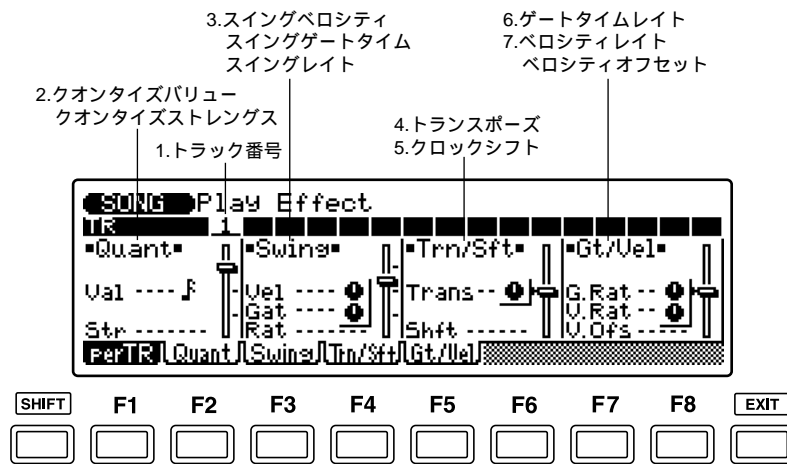 3.スイングベロシティ
スイングゲートタイム
スイングレイト
6.ゲートタイムレイト
7.ベロシティレイト
ベロシティオフセット
2.クオンタイズバリュー
クオンタイズストレングス
4.トランスポーズ
5.クロックシフト
1.トラック番号
SONG Play Effect
TR 1
▪Quant▪ ▪Swing▪ ▪Trn/Sft▪ ▪Gt/Vel▪
Val ---- Vel ---- Trans-- G.Rat --
Gat ---- V.Rat --
Str ------- Rat ---- Shft ------ V.Ofs ---
perTR Quant Swing Trn/Sft Gt/Vel
SHIFT F1 F2 F3 F4 F5 F6 F7 F8 EXIT